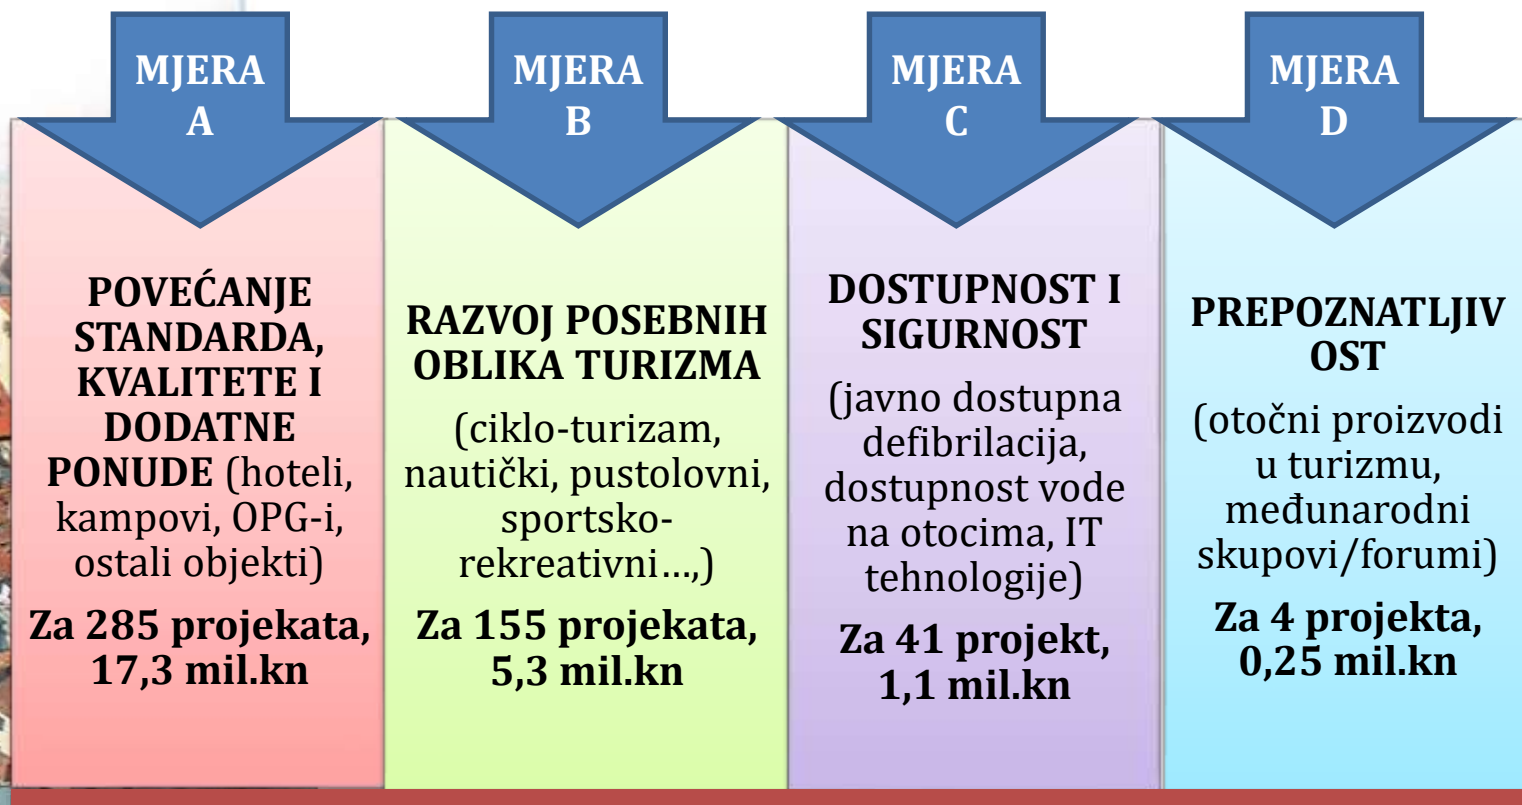 MJERA
A
POVEĆANJE
STANDARDA,
KVALITETE I
DODATNE
PONUDE (hoteli,
kampovi, OPG-i,
ostali objekti)
Za 285 projekata,
17,3 mil.kn
MJERA
B
RAZVOJ POSEBNIH
OBLIKA TURIZMA
(ciklo-turizam,
nautički, pustolovni,
sportsko-
rekreativni…,)
Za 155 projekata,
5,3 mil.kn
MJERA
C
DOSTUPNOST I
SIGURNOST
(javno dostupna
defibrilacija,
dostupnost vode
na otocima, IT
tehnologije)
Za 41 projekt,
1,1 mil.kn
MJERA
D
PREPOZNATLJIV
OST
(otočni proizvodi
u turizmu,
međunarodni
skupovi/forumi)
Za 4 projekta,
0,25 mil.kn